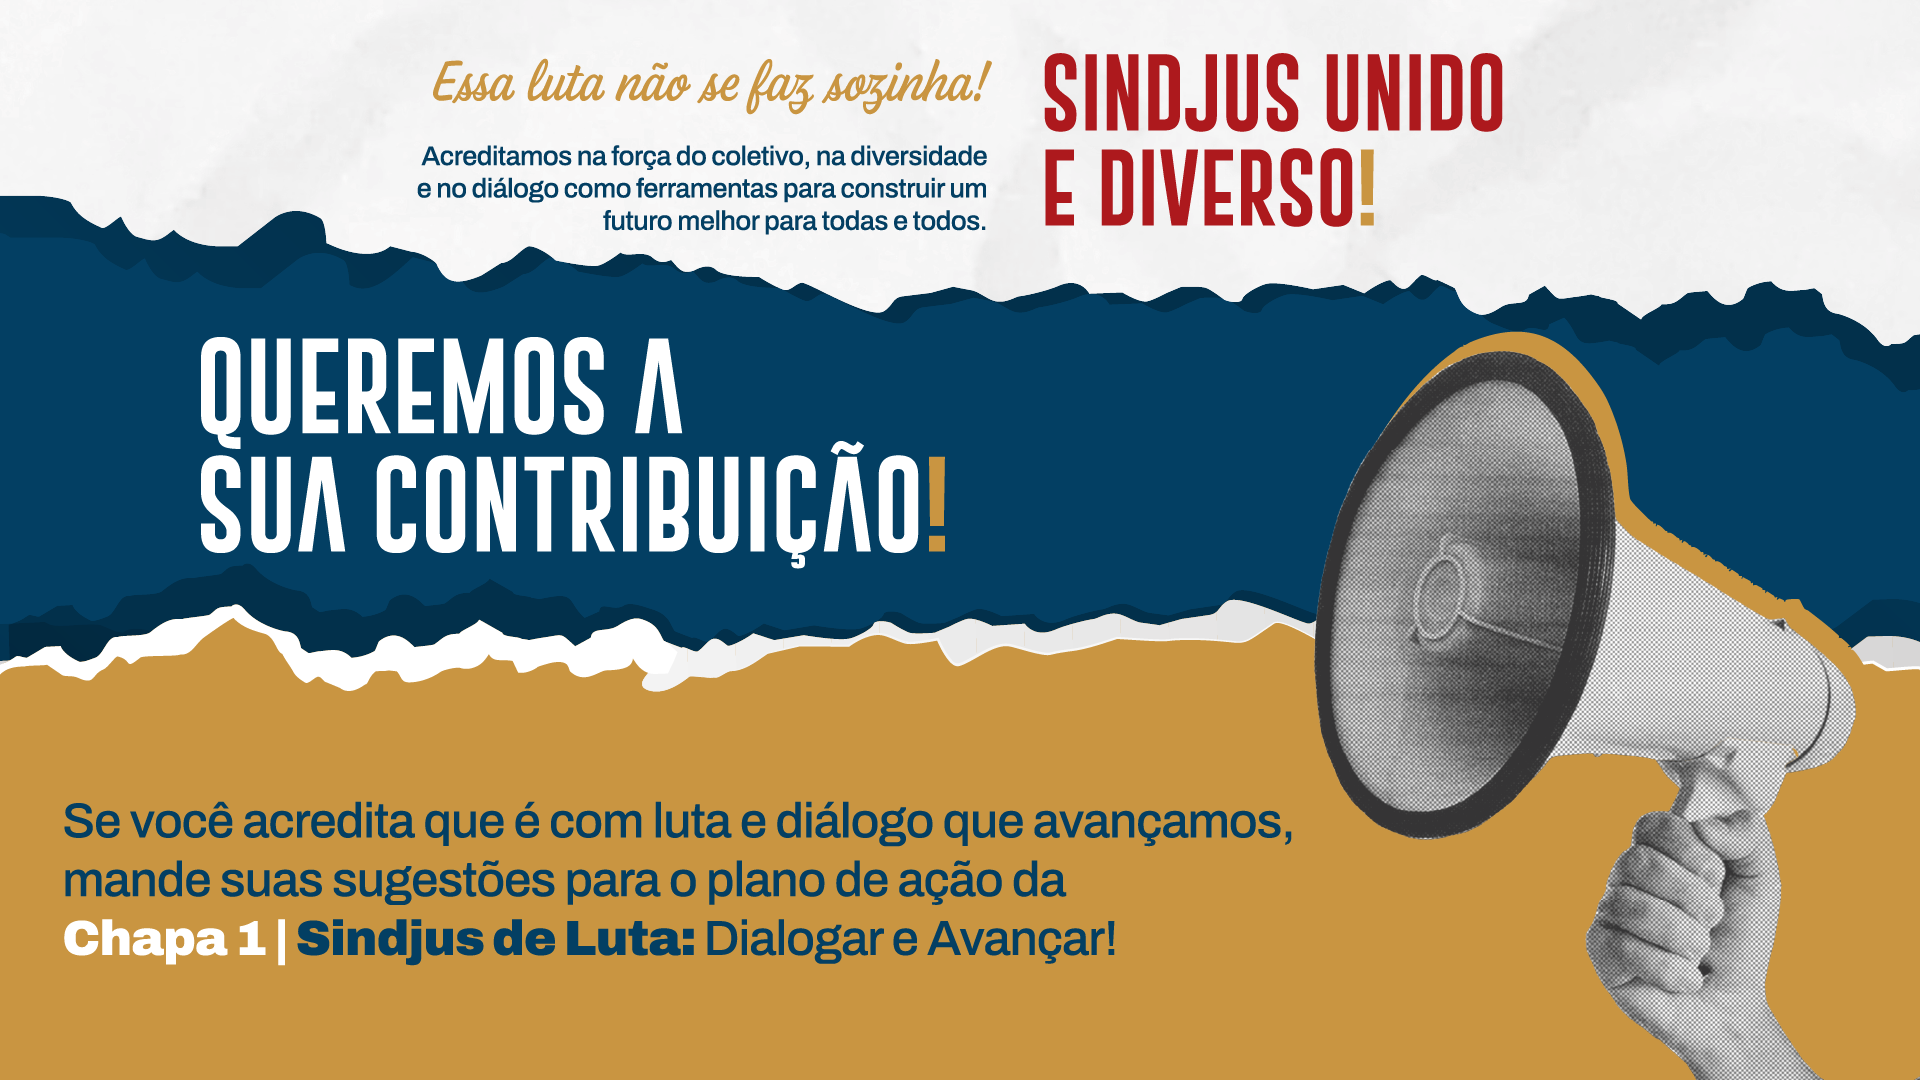 Essa luta não se faz sozinha!
Acreditamos na força do coletivo, na diversidade
e no diálogo como ferramentas para construir um
futuro melhor para todas e todos.
SINDJUS UNIDO
E DIVERSO!
QUEREMOS A
SUA CONTRIBUIÇÃO!
Se você acredita que é com luta e diálogo que avançamos,
mande suas sugestões para o plano de ação da
Chapa 1 | Sindjus de Luta: Dialogar e Avançar!